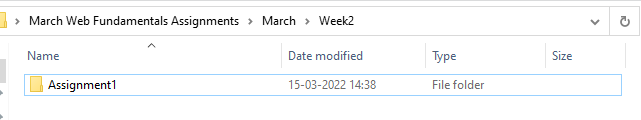 March Web Fundamentals Assignments > March > Week2
Name Date modified Type Size
Assignment1 15-03-2022 14:38 File folder